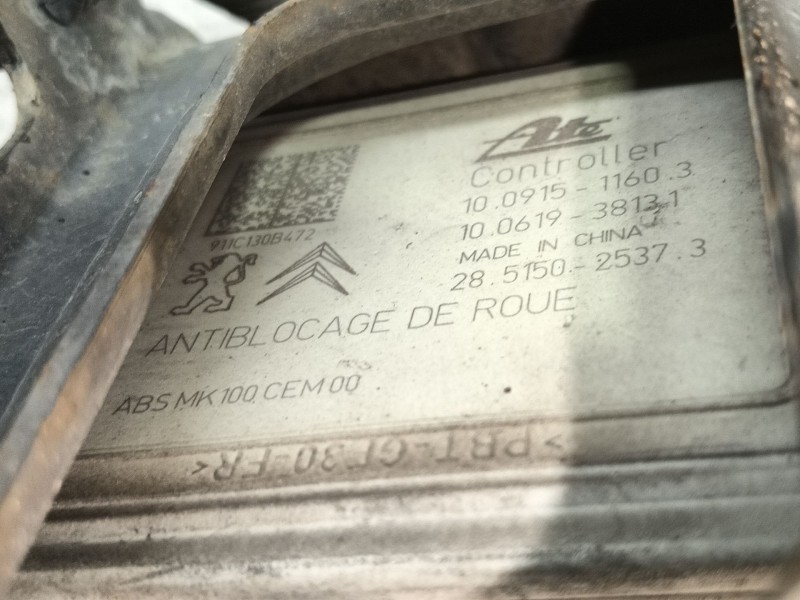 Ate
Controller
10.0915-1160.3
10.0619-3813.1
MADE IN CHINA
28.5150-2537.3
911C130B472
ANTIBLOCAGE DE ROUE
ABS MK100 CEM 00
>PBT-GF30-FR<